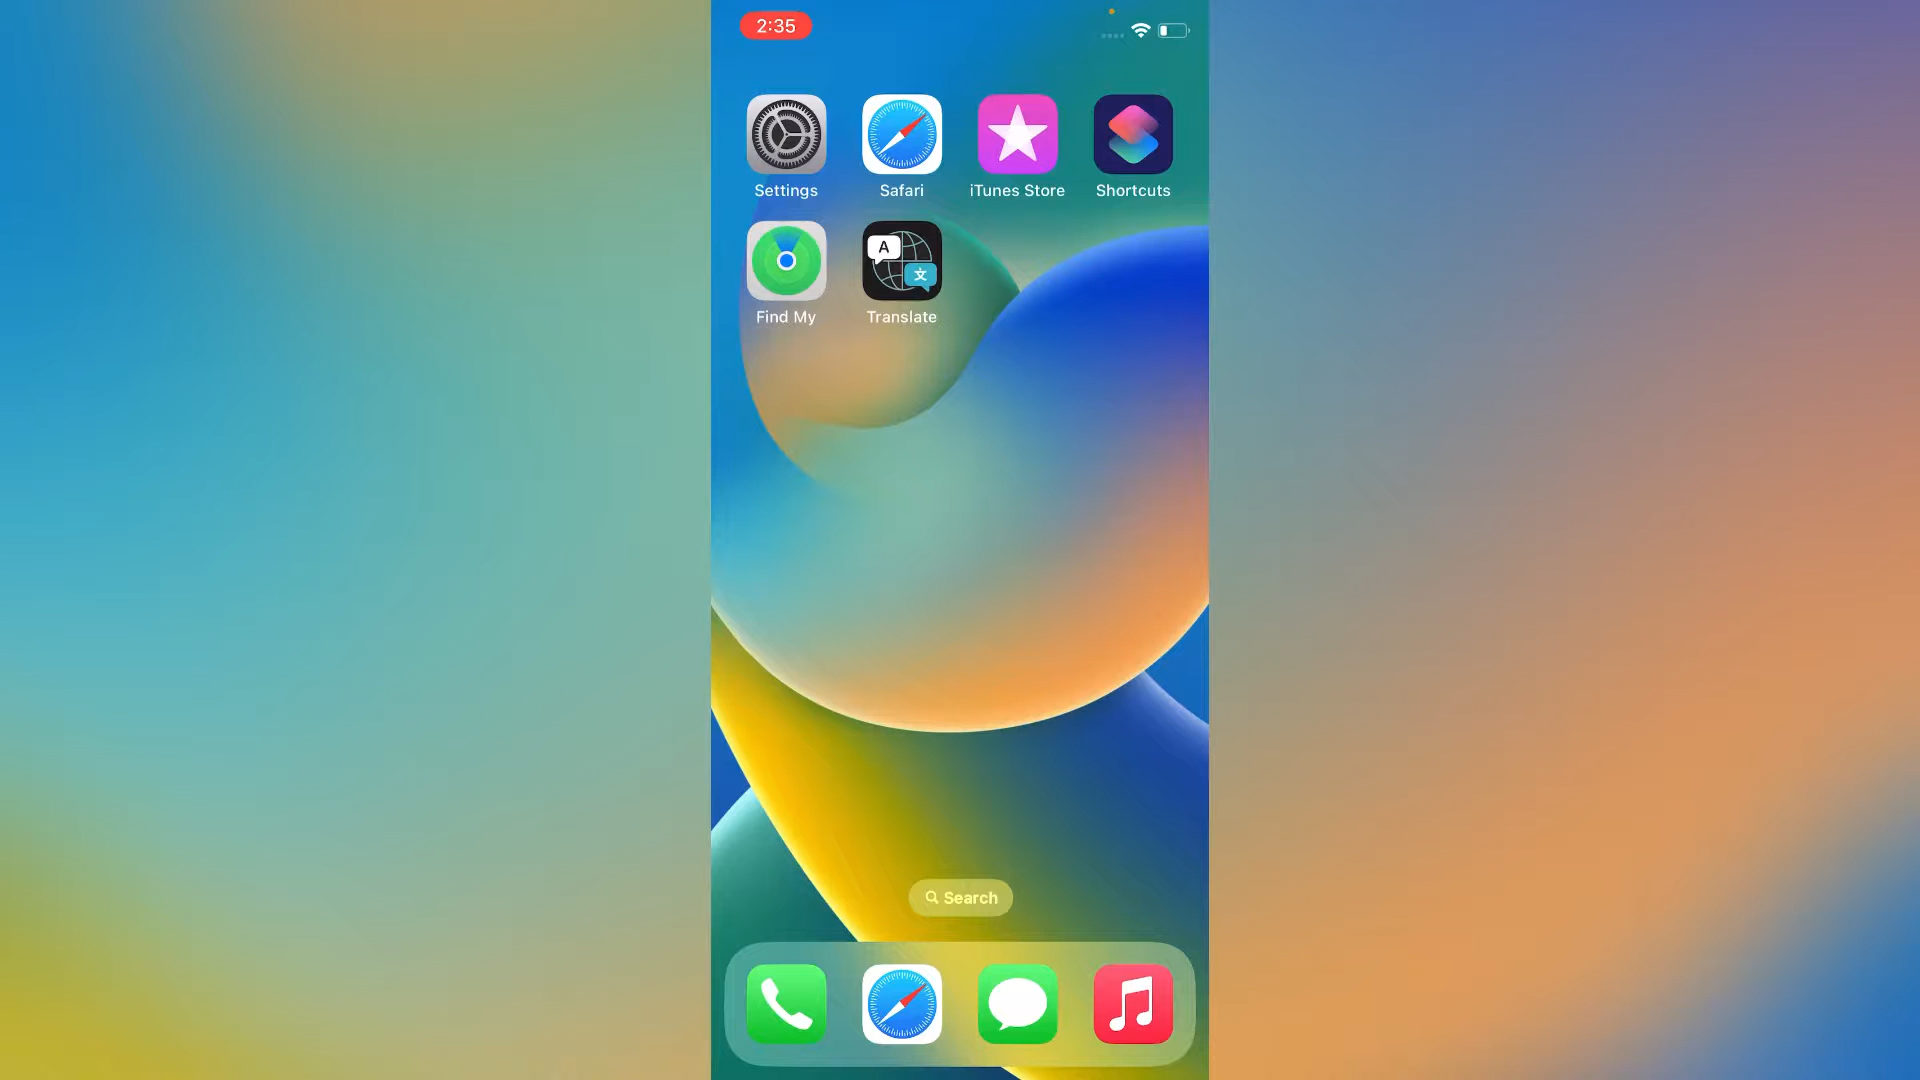 2:35
Settings
Safari
iTunes Store
Shortcuts
A
文
Find My
Translate
Search